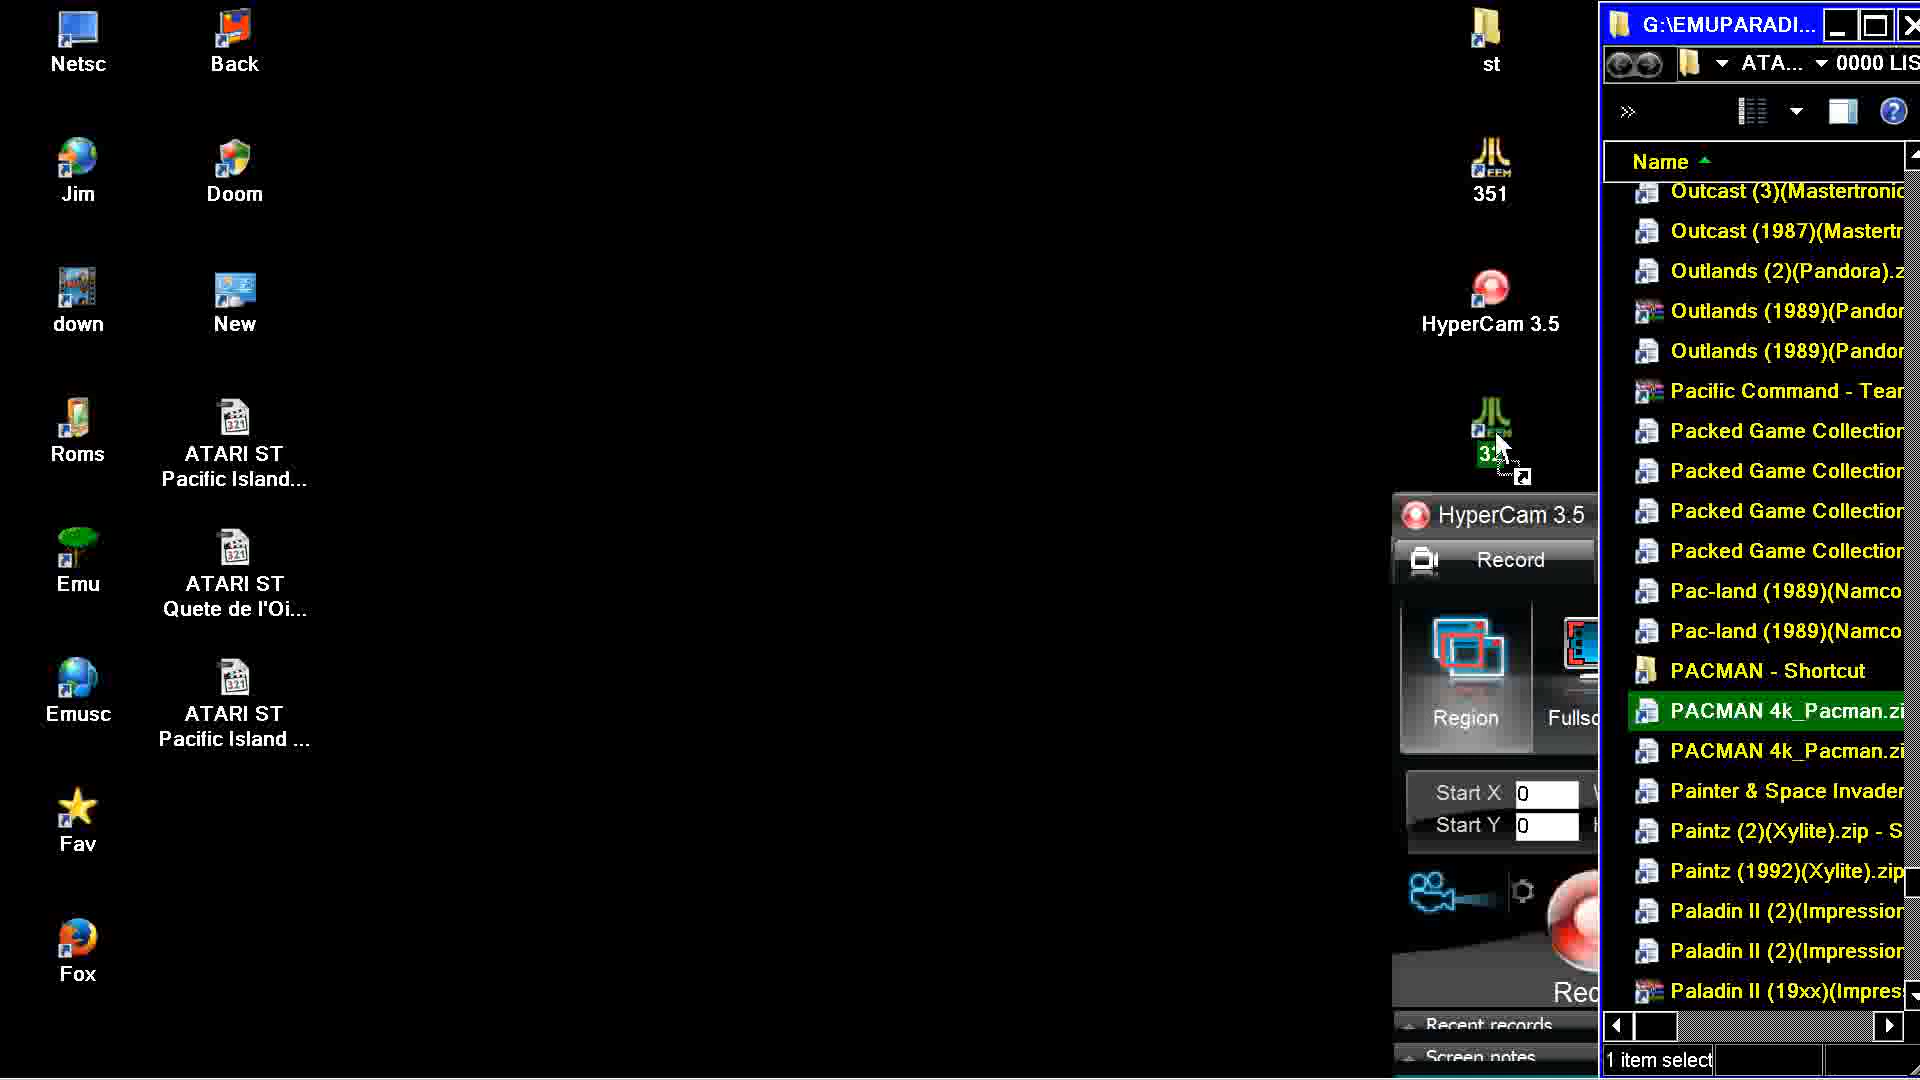 Netsc
Back
Jim
Doom
down
New
Roms
ATARI ST
Pacific Island...
Emu
ATARI ST
Quete de l'Oi...
Emusc
ATARI ST
Pacific Island ...
Fav
Fox
st
EEM
351
HyperCam 3.5
EEM
HyperCam 3.5
Record
Region
Fullsc
Start X 0
Start Y 0
Rec
Recent records
Screen notes
G:\EMUPARADI...
ATA... 0000 LIS
Name
Outcast (3)(Mastertronic
Outcast (1987)(Mastertr
Outlands (2)(Pandora).z
Outlands (1989)(Pandor
Outlands (1989)(Pandor
Pacific Command - Tear
Packed Game Collection
Packed Game Collection
Packed Game Collection
Packed Game Collection
Pac-land (1989)(Namco
Pac-land (1989)(Namco
PACMAN - Shortcut
PACMAN 4k_Pacman.zi
PACMAN 4k_Pacman.zi
Painter & Space Invader
Paintz (2)(Xylite).zip - S
Paintz (1992)(Xylite).zip
Paladin II (2)(Impression
Paladin II (2)(Impression
Paladin II (19xx)(Impres
1 item select